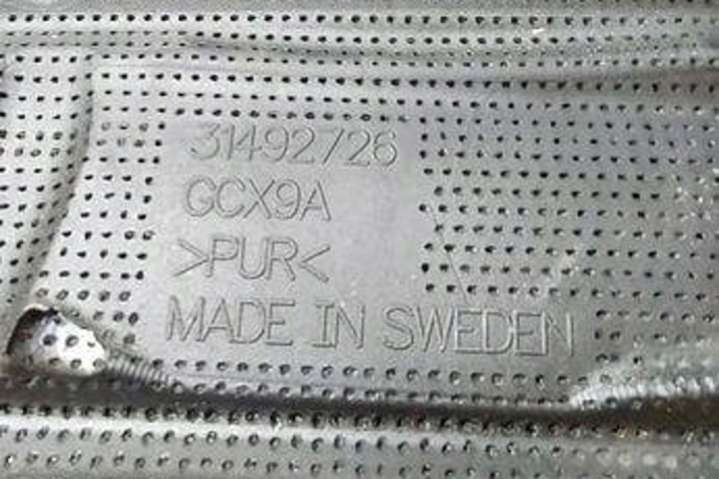 31492726
GCX9A
>PUR<
MADE IN SWEDEN